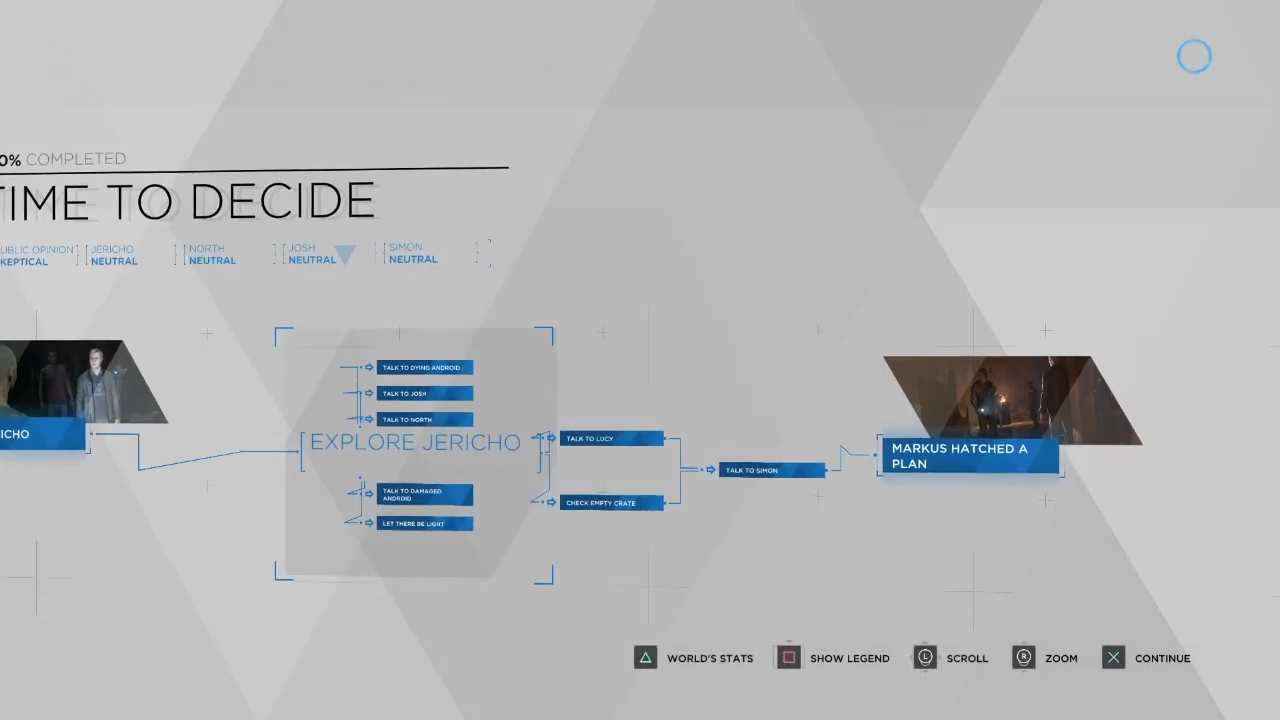 0% COMPLETED
TIME TO DECIDE
UBLIC OPINION JERICHO NORTH JOSH SIMON
KEPTICAL NEUTRAL NEUTRAL NEUTRAL NEUTRAL
TALK TO DYING ANDROID
TALK TO JOSH
TALK TO NORTH
ICHO
EXPLORE JERICHO
TALK TO LUCY
MARKUS HATCHED A
PLAN
TALK TO SIMON
TALK TO DAMAGED
ANDROID
CHECK EMPTY CRATE
LET THERE BE LIGHT
WORLD'S STATS
SHOW LEGEND
L SCROLL
R ZOOM
CONTINUE